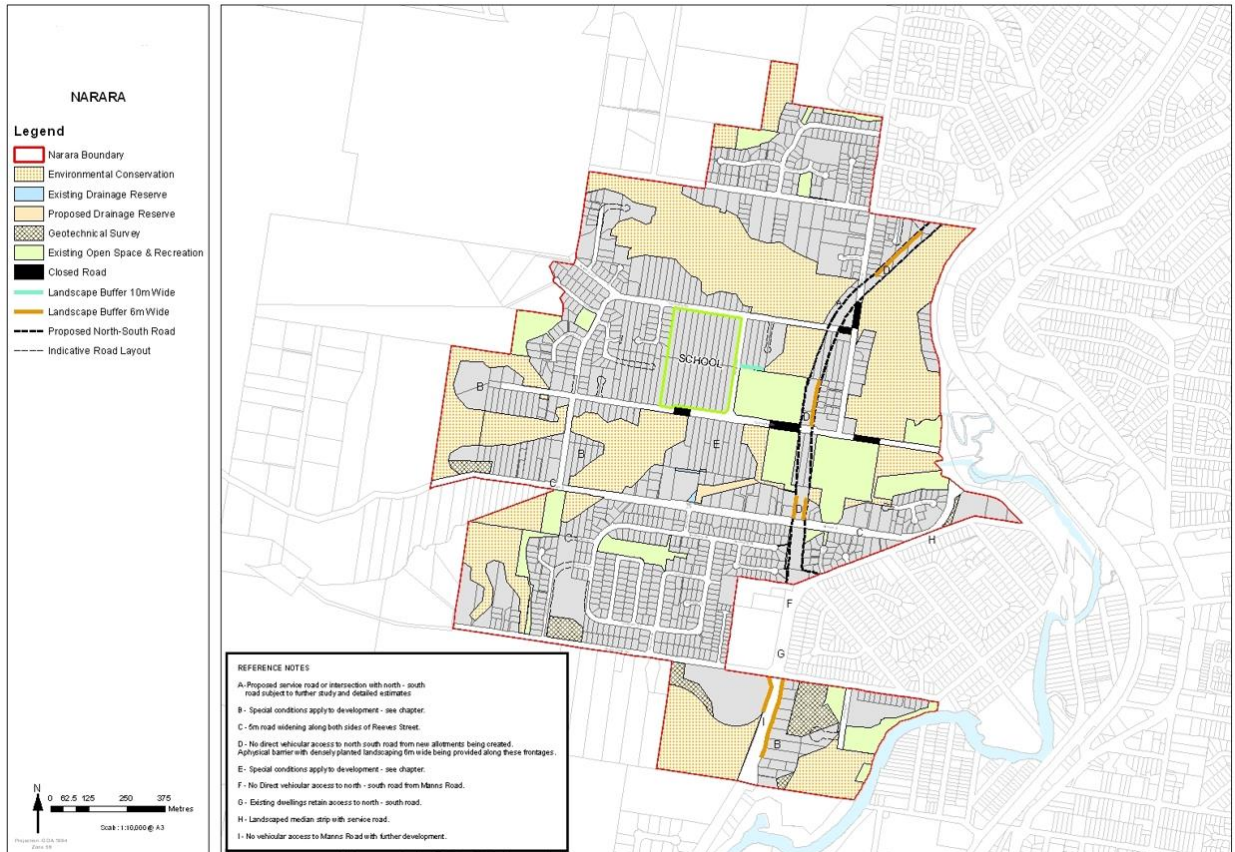 NARARA
Legend
Narara Boundary
Environmental Conservation
Existing Drainage Reserve
Proposed Drainage Reserve
Geotechnical Survey
Existing Open Space & Recreation
Closed Road
Landscape Buffer 10m Wide
Landscape Buffer 6m Wide
Proposed North-South Road
Indicative Road Layout
N
0 62.5 125 250 375
Metres
Scale: 1:10,000 @ A3
D
SCHOOL
B
D
E
B
C
D
C
H
C
F
G
I
B
REFERENCE NOTES
A - Proposed service road or intersection with north - south
road subject to further study and detailed estimates
B - Special conditions apply to development - see chapter.
C - 6m road widening along both sides of Reeves Street.
D - No direct vehicular access to north south road from new allotments being created.
Aphysical barrier with densely planted landscaping 6m wide being provided along these frontages.
E - Special conditions apply to development - see chapter.
F - No Direct vehicular access to north - south road from Manns Road.
G - Existing dwellings retain access to north - south road.
H - Landscaped median strip with service road.
I - No vehicular access to Manns Road with further development.